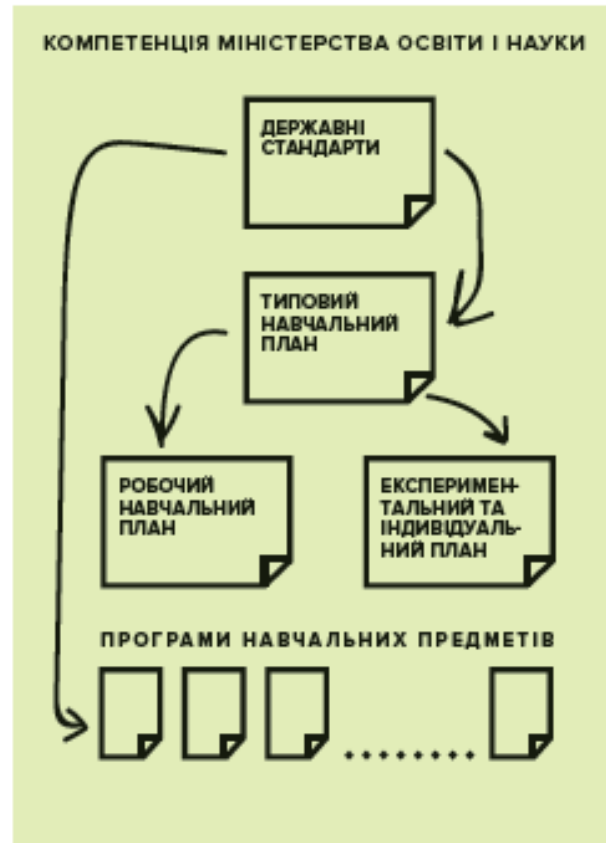 КОМПЕТЕНЦІЯ МІНІСТЕРСТВА ОСВІТИ І НАУКИ
ДЕРЖАВНІ
СТАНДАРТИ
ТИПОВИЙ
НАВЧАЛЬНИЙ
ПЛАН
РОБОЧИЙ
НАВЧАЛЬНИЙ
ПЛАН
ЕКСПЕРИМЕН-
ТАЛЬНИЙ ТА
ІНДИВІДУАЛЬ-
НИЙ ПЛАН
ПРОГРАМИ НАВЧАЛЬНИХ ПРЕДМЕТІВ